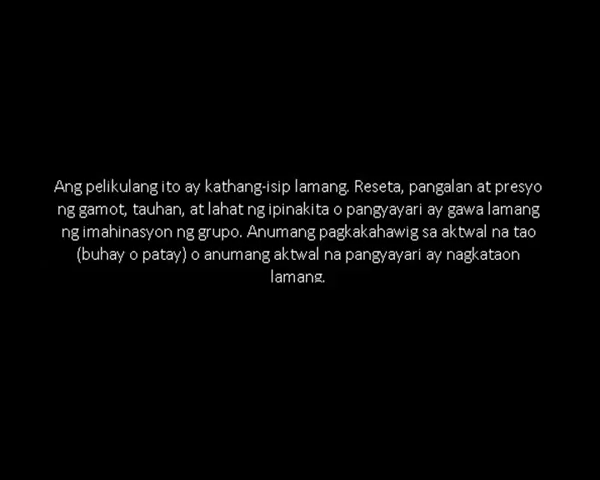 Ang pelikulang ito ay kathang-isip lamang. Reseta, pangalan at presyo
ng gamot, tauhan, at lahat ng ipinakita o pangyayari ay gawa lamang
ng imahinasyon ng grupo. Anumang pagkakahawig sa aktwal na tao
(buhay o patay) o anumang aktwal na pangyayari ay nagkataon
lamang.